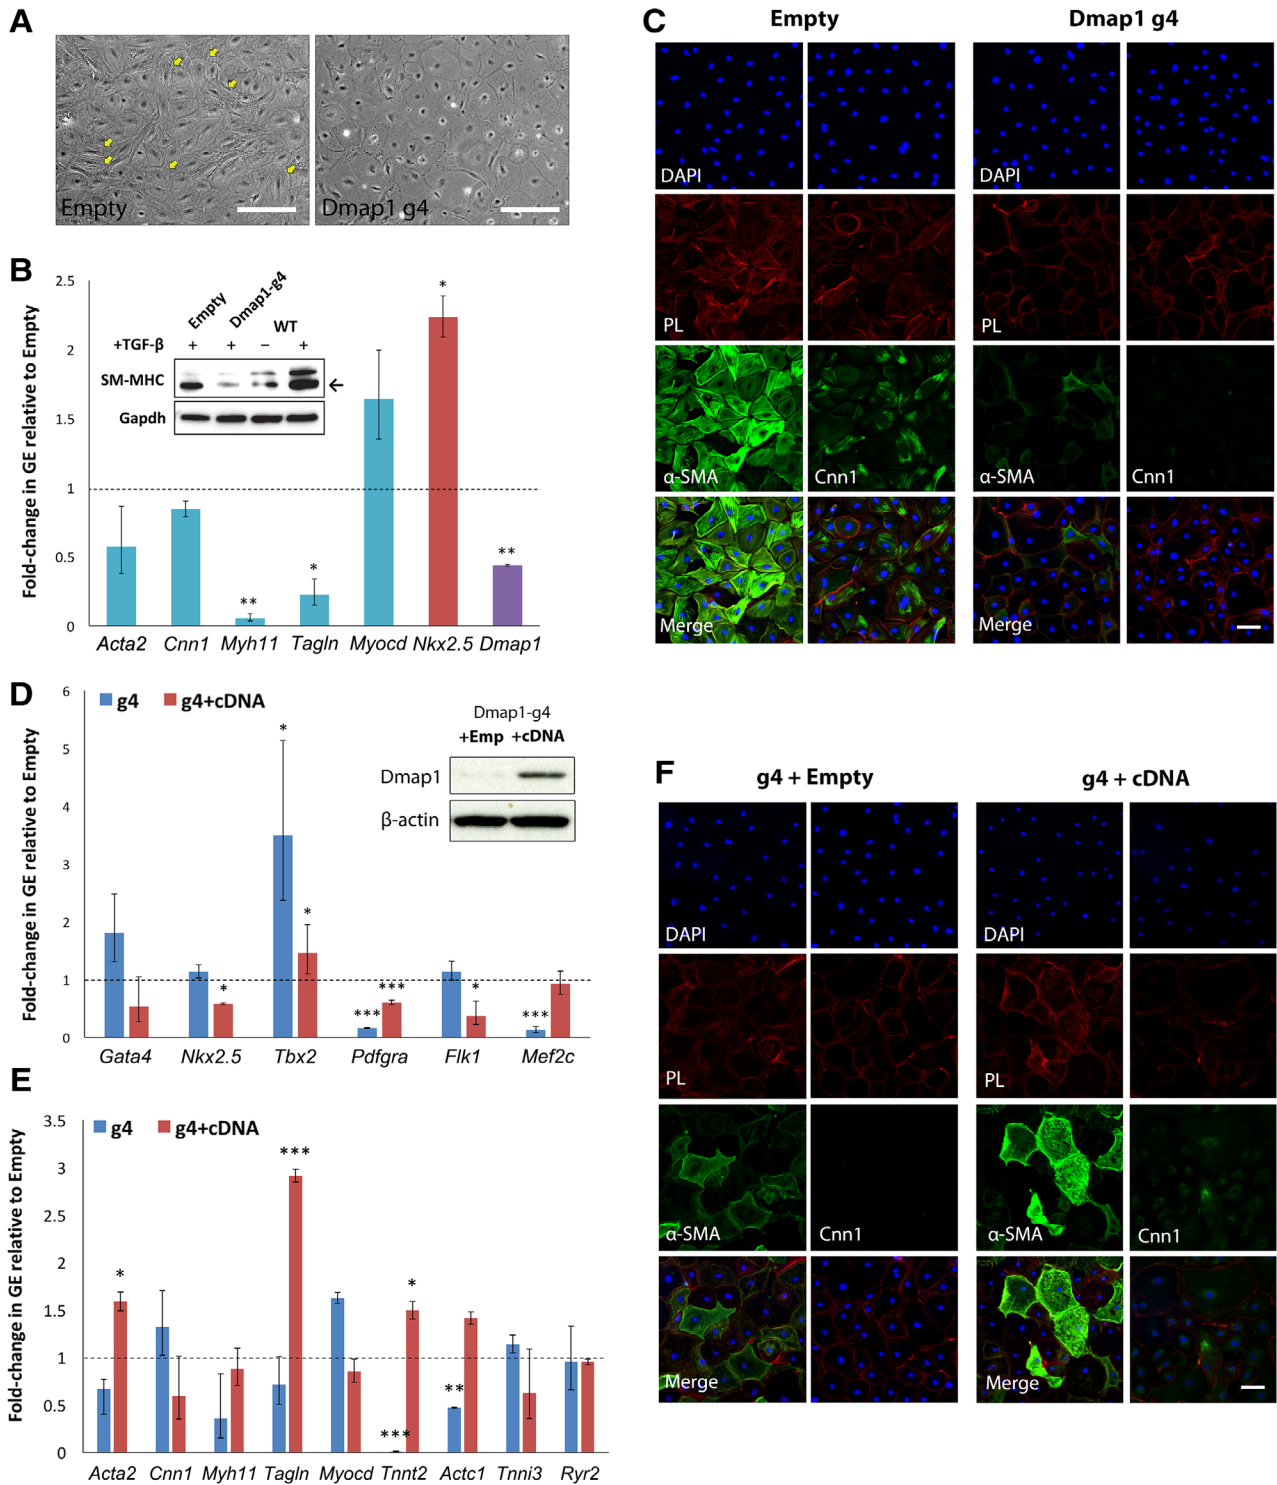 A
Empty
Dmap1 g4
B
Fold-change in GE relative to Empty
2.5
2
1.5
1
0.5
0
Empty
Dmap1-g4
WT
+TGF-β + + − +
SM-MHC
Gapdh
*
**
*
**
Acta2 Cnn1 Myh11 Tagln Myocd Nkx2.5 Dmap1
C
Empty
Dmap1 g4
DAPI
DAPI
PL
PL
α-SMA
Cnn1
α-SMA
Cnn1
Merge
Merge
D
Fold-change in GE relative to Empty
6
5
4
3
2
1
0
g4
g4+cDNA
Dmap1-g4
+Emp +cDNA
Dmap1
β-actin
*
*
*
***
***
*
***
Gata4 Nkx2.5 Tbx2 Pdfgra Flk1 Mef2c
E
Fold-change in GE relative to Empty
3.5
3
2.5
2
1.5
1
0.5
0
g4
g4+cDNA
*
***
***
*
**
Acta2 Cnn1 Myh11 Tagln Myocd Tnnt2 Actc1 Tnni3 Ryr2
F
g4 + Empty
g4 + cDNA
DAPI
DAPI
PL
PL
α-SMA
Cnn1
α-SMA
Cnn1
Merge
Merge